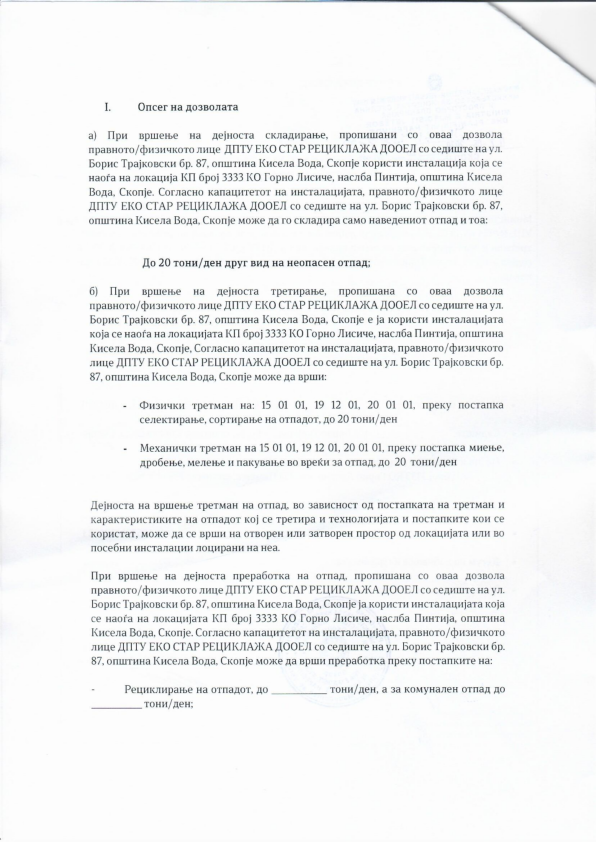 I. Опсег на дозволата
а) При вршење на дејноста складирање, пропишани со оваа дозвола
правното/физичкото лице ДПТУ ЕКО СТАР РЕЦИКЛАЖА ДООЕЛ со седиште на ул.
Борис Трајковски бр. 87, општина Кисела Вода, Скопје користи инсталација која се
наоѓа на локација КП број 3333 КО Горно Лисиче, наслба Пинтија, општина Кисела
Вода, Скопје. Согласно капацитетот на инсталацијата, правното/физичкото лице
ДПТУ ЕКО СТАР РЕЦИКЛАЖА ДООЕЛ со седиште на ул. Борис Трајковски бр. 87,
општина Кисела Вода, Скопје може да го складира само наведениот отпад и тоа:
До 20 тони/ден друг вид на неопасен отпад;
б) При вршење на дејноста третирање, пропишана со оваа дозвола
правното/физичкото лице ДПТУ ЕКО СТАР РЕЦИКЛАЖА ДООЕЛ со седиште на ул.
Борис Трајковски бр. 87, општина Кисела Вода, Скопје е ја користи инсталацијата
која се наоѓа на локацијата КП број 3333 КО Горно Лисиче, наслба Пинтија, општина
Кисела Вода, Скопје, Согласно капацитетот на инсталацијата, правното/физичкото
лице ДПТУ ЕКО СТАР РЕЦИКЛАЖА ДООЕЛ со седиште на ул. Борис Трајковски бр.
87, општина Кисела Вода, Скопје може да врши:
- Физички третман на: 15 01 01, 19 12 01, 20 01 01, преку постапка
селектирање, сортирање на отпадот, до 20 тони/ден
- Механички третман на 15 01 01, 19 12 01, 20 01 01, преку постапка миење,
дробење, мелење и пакување во вреќи за отпад, до 20 тони/ден
Дејноста на вршење третман на отпад, во зависност од постапката на третман и
карактеристиките на отпадот кој се третира и технологијата и постапките кои се
користат, може да се врши на отворен или затворен простор од локацијата или во
посебни инсталации лоцирани на неа.
При вршење на дејноста преработка на отпад, пропишана со оваа дозвола
правното/физичкото лице ДПТУ ЕКО СТАР РЕЦИКЛАЖА ДООЕЛ со седиште на ул.
Борис Трајковски бр. 87, општина Кисела Вода, Скопје ја користи инсталацијата која
се наоѓа на локацијата КП број 3333 КО Горно Лисиче, наслба Пинтија, општина
Кисела Вода, Скопје. Согласно капацитетот на инсталацијата, правното/физичкото
лице ДПТУ ЕКО СТАР РЕЦИКЛАЖА ДООЕЛ со седиште на ул. Борис Трајковски бр.
87, општина Кисела Вода, Скопје може да врши преработка преку постапките на:
- Рециклирање на отпадот, до __________ тони/ден, а за комунален отпад до
_________ тони/ден;